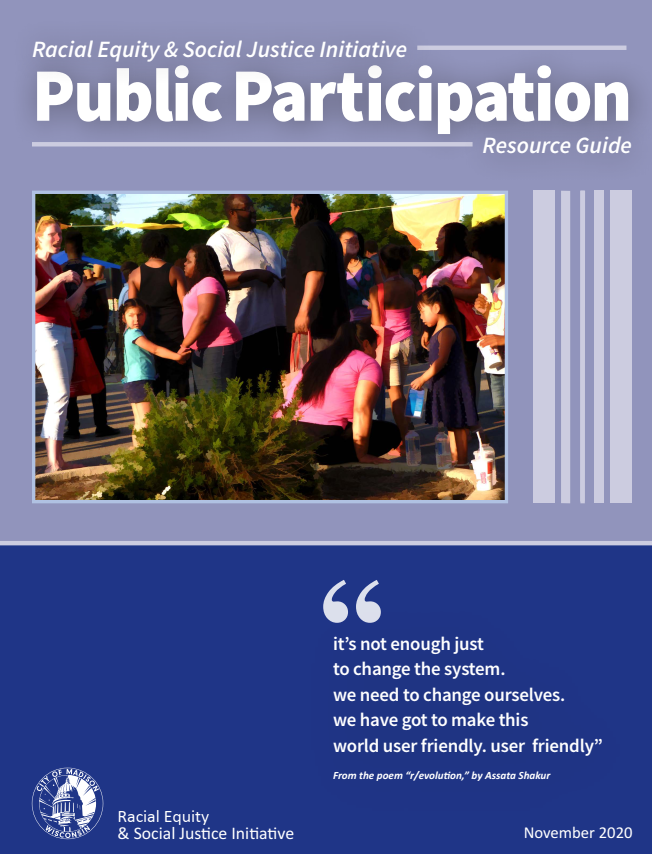 Racial Equity & Social Justice Initiative
Public Participation
Resource Guide
“
it’s not enough just
to change the system.
we need to change ourselves.
we have got to make this
world user friendly. user  friendly”
From the poem “r/evolution,” by Assata Shakur
CITY OF MADISON
WISCONSIN
Racial Equity
& Social Justice Initiative
November 2020